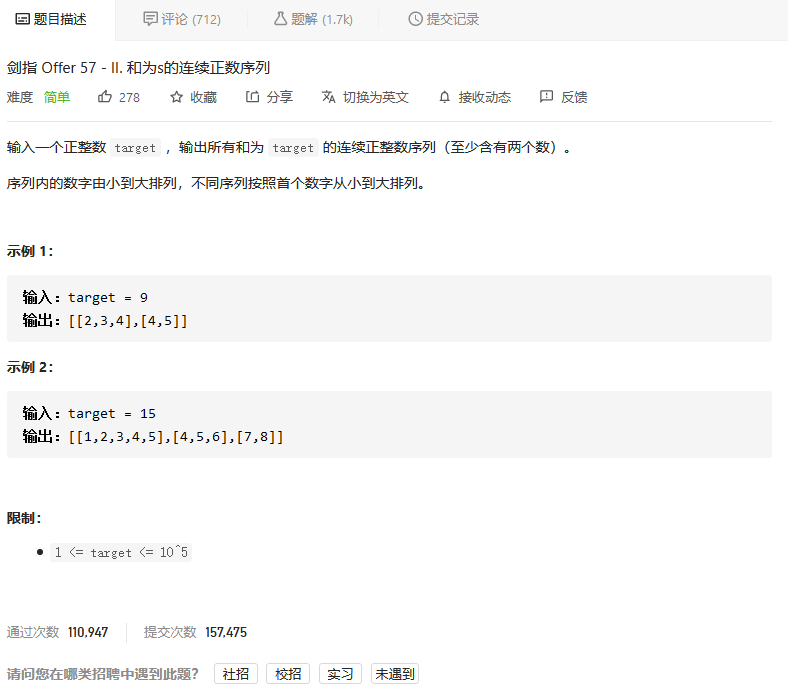 题目描述 评论 (712) 题解 (1.7k) 提交记录
剑指 Offer 57 - II. 和为s的连续正数序列
难度 简单 278 收藏 分享 切换为英文 接收动态 反馈
输入一个正整数 target ，输出所有和为 target 的连续正整数序列（至少含有两个数）。
序列内的数字由小到大排列，不同序列按照首个数字从小到大排列。
示例 1：
输入：target = 9
输出：[[2,3,4],[4,5]]
示例 2：
输入：target = 15
输出：[[1,2,3,4,5],[4,5,6],[7,8]]
限制：
1 <= target <= 10^5
通过次数 110,947 提交次数 157,475
请问您在哪类招聘中遇到此题？ 社招 校招 实习 未遇到